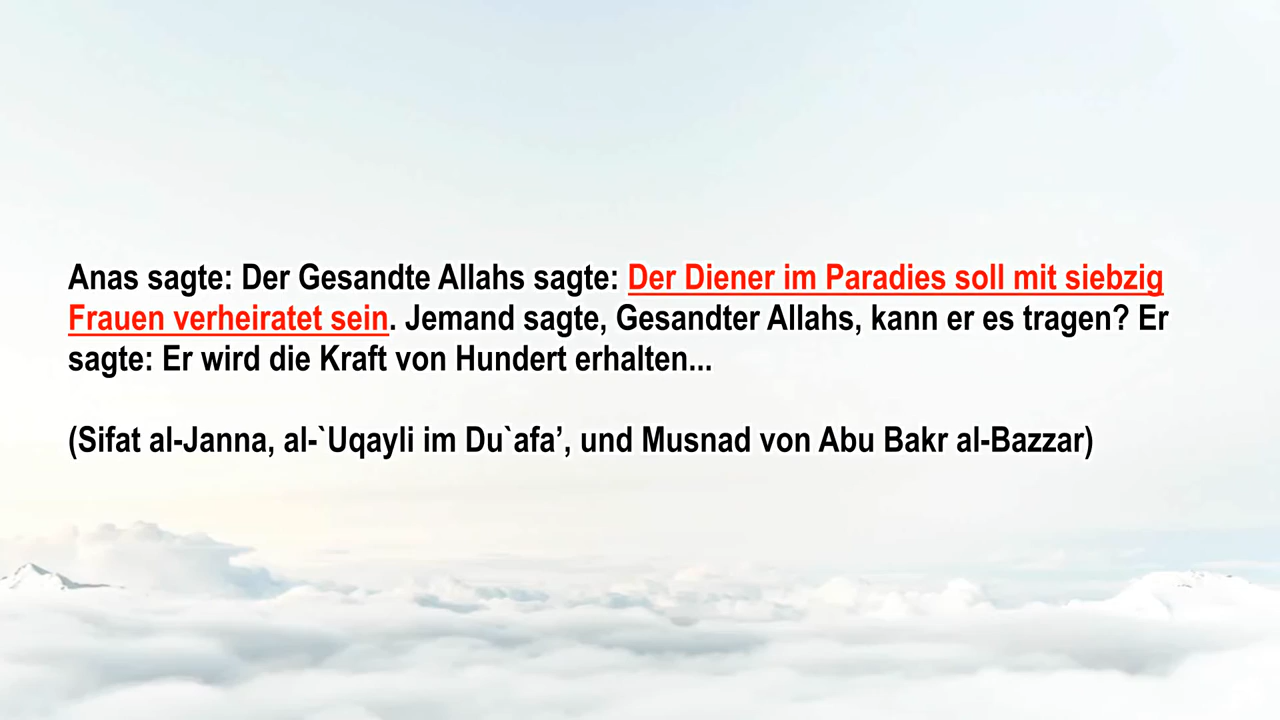 Anas sagte: Der Gesandte Allahs sagte: Der Diener im Paradies soll mit siebzig
Frauen verheiratet sein. Jemand sagte, Gesandter Allahs, kann er es tragen? Er
sagte: Er wird die Kraft von Hundert erhalten...
(Sifat al-Janna, al-`Uqayli im Du`afa’, und Musnad von Abu Bakr al-Bazzar)